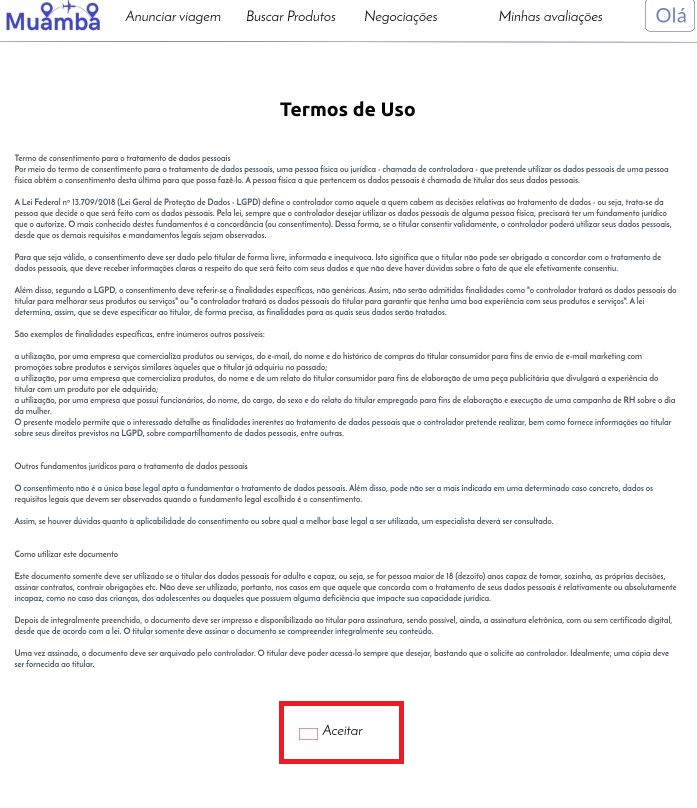 Muamba
Anunciar viagem
Buscar Produtos
Negociações
Minhas avaliações
Olá
Termos de Uso
Termo de consentimento para o tratamento de dados pessoais
Por meio do termo de consentimento para o tratamento de dados pessoais, uma pessoa física ou jurídica - chamada de controladora - que pretende utilizar os dados pessoais de uma pessoa
física obtém o consentimento desta última para que possa fazê-lo. A pessoa física a que pertencem os dados pessoais é chamada de titular dos seus dados pessoais.
A Lei Federal nº 13.709/2018 (Lei Geral de Proteção de Dados - LGPD) define o controlador como aquele a quem cabem as decisões relativas ao tratamento de dados - ou seja, trata-se da
pessoa que decide o que será feito com os dados pessoais. Pela lei, sempre que o controlador desejar utilizar os dados pessoais de alguma pessoa física, precisará ter um fundamento jurídico
que o autorize. O mais conhecido destes fundamentos é a concordância (ou consentimento). Dessa forma, se o titular consentir validamente, o controlador poderá utilizar seus dados pessoais,
desde que os demais requisitos e mandamentos legais sejam observados.
Para que seja válido, o consentimento deve ser dado pelo titular de forma livre, informada e inequívoca. Isto significa que o titular não pode ser obrigado a concordar com o tratamento de
dados pessoais, que deve receber informações claras a respeito do que será feito com seus dados e que não deve haver dúvidas sobre o fato de que ele efetivamente consentiu.
Além disso, segundo a LGPD, o consentimento deve referir-se a finalidades específicas, não genéricas. Assim, não serão admitidas finalidades como "o controlador tratará os dados pessoais do
titular para melhorar seus produtos ou serviços" ou "o controlador tratará os dados pessoais do titular para garantir que tenha uma boa experiência com seus produtos e serviços". A lei
determina, assim, que se deve especificar ao titular, de forma precisa, as finalidades para as quais seus dados serão tratados.
São exemplos de finalidades específicas, entre inúmeros outros possíveis:
a utilização, por uma empresa que comercializa produtos ou serviços, do e-mail, do nome e do histórico de compras do titular consumidor para fins de envio de e-mail marketing com
promoções sobre produtos e serviços similares àqueles que o titular já adquiriu no passado;
a utilização, por uma empresa que comercializa produtos, do nome e de um relato do titular consumidor para fins de elaboração de uma peça publicitária que divulgará a experiência do
titular com um produto por ele adquirido;
a utilização, por uma empresa que possui funcionários, do nome, do cargo, do sexo e do relato do titular empregado para fins de elaboração e execução de uma campanha de RH sobre o dia
da mulher.
O presente modelo permite que o interessado detalhe as finalidades inerentes ao tratamento de dados pessoais que o controlador pretende realizar, bem como fornece informações ao titular
sobre seus direitos previstos na LGPD, sobre compartilhamento de dados pessoais, entre outras.
Outros fundamentos jurídicos para o tratamento de dados pessoais
O consentimento não é a única base legal apta a fundamentar o tratamento de dados pessoais. Além disso, pode não ser a mais indicada em uma determinado caso concreto, dados os
requisitos legais que devem ser observados quando o fundamento legal escolhido é o consentimento.
Assim, se houver dúvidas quanto à aplicabilidade do consentimento ou sobre qual a melhor base legal a ser utilizada, um especialista deverá ser consultado.
Como utilizar este documento
Este documento somente deve ser utilizado se o titular dos dados pessoais for adulto e capaz, ou seja, se for pessoa maior de 18 (dezoito) anos capaz de tomar, sozinha, as próprias decisões,
assinar contratos, contrair obrigações etc. Não deve ser utilizado, portanto, nos casos em que aquele que concorda com o tratamento de seus dados pessoais é relativamente ou absolutamente
incapaz, como no caso das crianças, dos adolescentes ou daqueles que possuem alguma deficiência que impacte sua capacidade jurídica.
Depois de integralmente preenchido, o documento deve ser impresso e disponibilizado ao titular para assinatura, sendo possível, ainda, a assinatura eletrônica, com ou sem certificado digital,
desde que de acordo com a lei. O titular somente deve assinar o documento se compreender integralmente seu conteúdo.
Uma vez assinado, o documento deve ser arquivado pelo controlador. O titular deve poder acessá-lo sempre que desejar, bastando que o solicite ao controlador. Idealmente, uma cópia deve
ser fornecida ao titular.
Aceitar